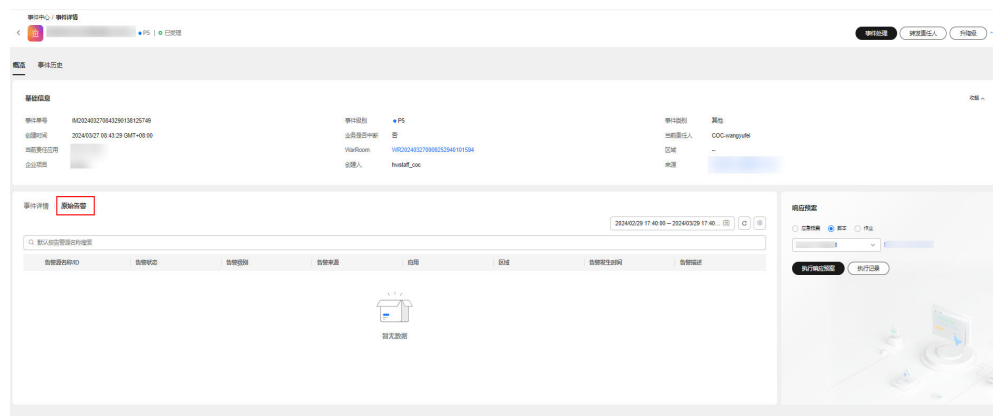 事件中心 / 事件详情
P5 | 已受理
事件处理 转发责任人 升降级
概览 事件历史
基础信息
收起
事件单号 IM20240327084329013812574​9
事件级别 P5
事件类别 其他
创建时间 2024/03/27 08:43:29 GMT+08:00
业务是否中断 否
当前责任人 COC-wangyufei
当前责任应用
WarRoom WR20240327090825294010​1594
区域 --
企业项目
创建人 hwstaff_coc
来源
事件详情 原始告警
2024/02/29 17:40:00 — 2024/03/29 17:40...
默认按告警源名称搜索
告警源名称/ID 告警状态 告警级别 告警来源 应用 区域 告警发生时间 告警描述
暂无数据
响应预案
应急预案 脚本 作业
执行响应预案 执行记录